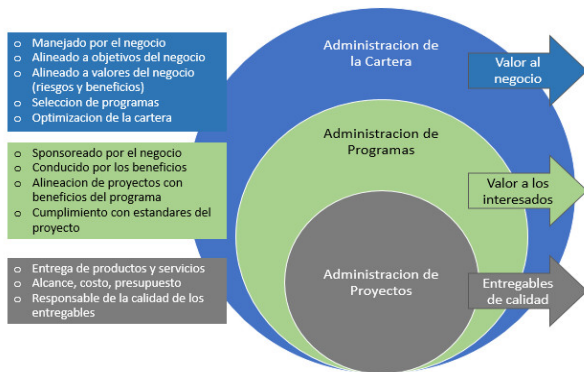 o Manejado por el negocio
o Alineado a objetivos del negocio
o Alineado a valores del negocio
(riesgos y beneficios)
o Seleccion de programas
o Optimizacion de la cartera
Administracion de
la Cartera
Valor al
negocio
o Sponsoreado por el negocio
o Conducido por los beneficios
o Alineacion de proyectos con
beneficios del programa
o Cumplimiento con estandares del
proyecto
Administracion de
Programas
Valor a los
interesados
o Entrega de productos y servicios
o Alcance, costo, presupuesto
o Responsable de la calidad de los
entregables
Administracion de
Proyectos
Entregables
de calidad